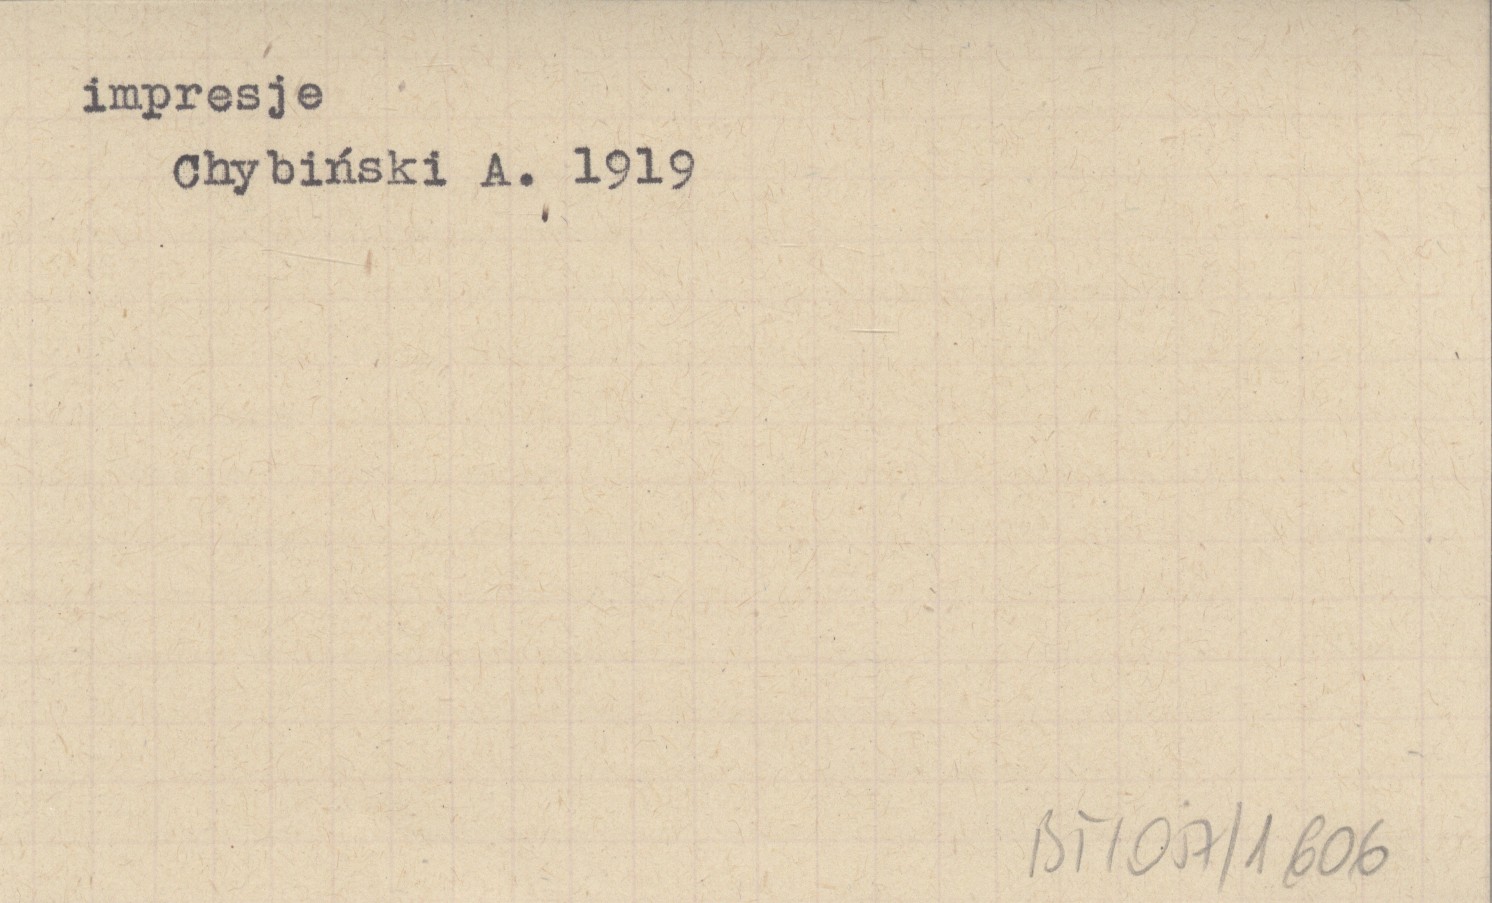 impresje
Chybiński A. 1919
BT1057/1606